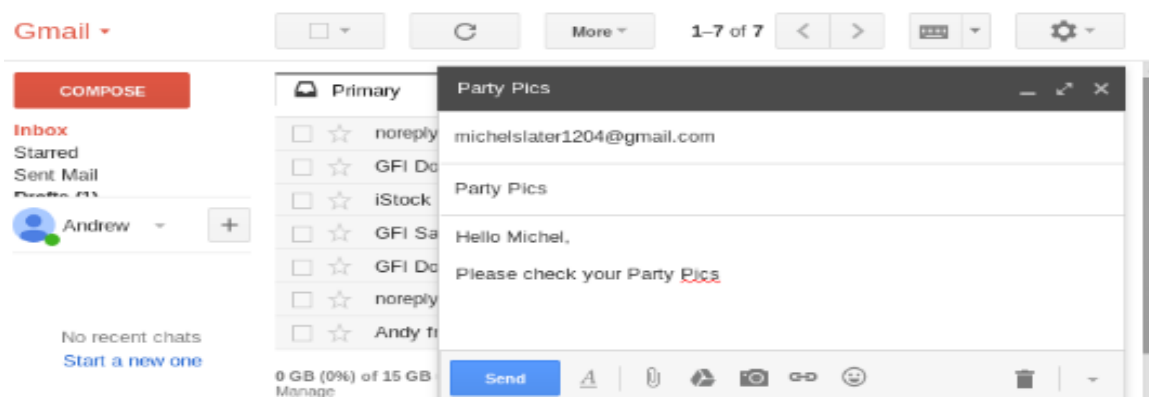 Gmail
More
1–7 of 7
COMPOSE
Inbox
Starred
Sent Mail
Drafts (1)
Andrew
No recent chats
Start a new one
Primary
noreply
GFI Do
iStock
GFI Sa
GFI Do
noreply
Andy fr
0 GB (0%) of 15 GB
Manage
Party Pics
michelslater1204@gmail.com
Party Pics
Hello Michel,
Please check your Party Pics
Send
A